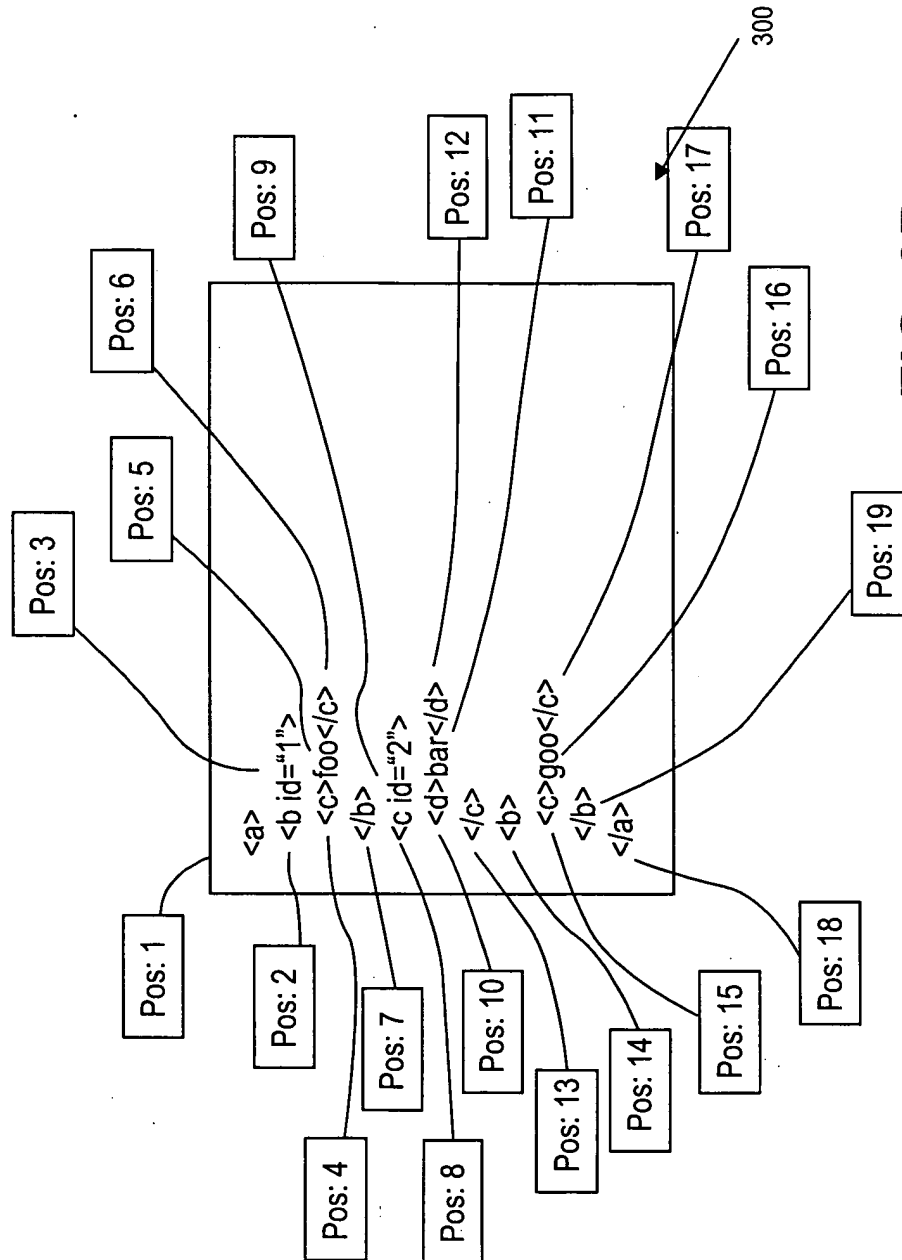 Pos: 1
Pos: 3
Pos: 5
Pos: 6
Pos: 9
Pos: 12
Pos: 11
Pos: 2
Pos: 4
Pos: 7
Pos: 8
Pos: 10
Pos: 13
Pos: 14
Pos: 15
Pos: 18
Pos: 19
Pos: 16
Pos: 17
300
<a>
<b id=“1”>
<c>foo</c>
</b>
<c id=“2”>
<d>bar</d>
</c>
<b>
<c>goo</c>
</b>
</a>